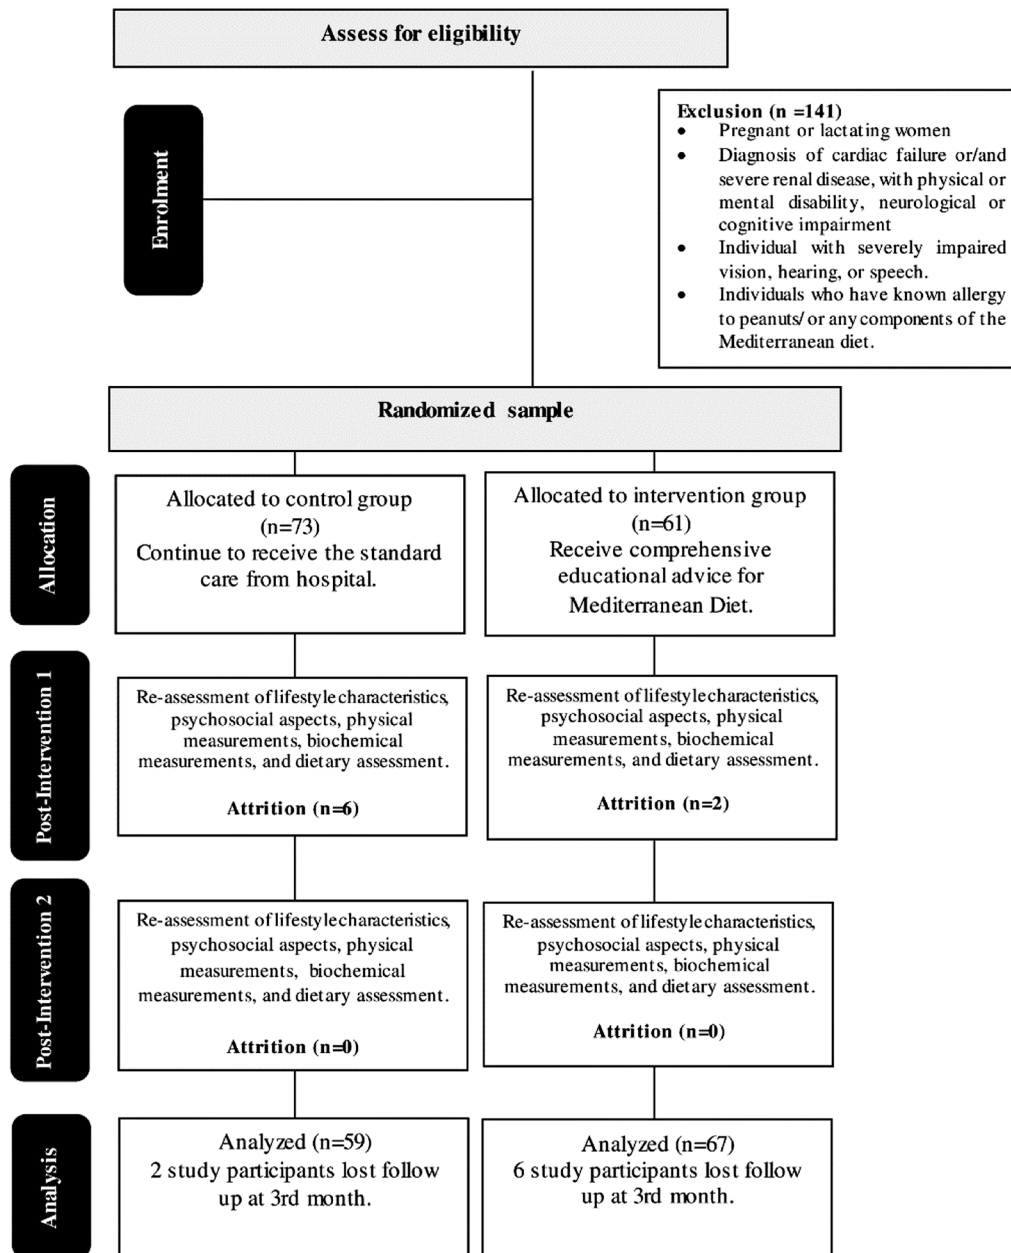 Assess for eligibility
Enrolment
Exclusion (n =141)
• Pregnant or lactating women
• Diagnosis of cardiac failure or/and
severe renal disease, with physical or
mental disability, neurological or
cognitive impairment
• Individual with severely impaired
vision, hearing, or speech.
• Individuals who have known allergy
to peanuts/ or any components of the
Mediterranean diet.
Randomized sample
Allocation
Allocated to control group
(n=73)
Continue to receive the standard
care from hospital.
Allocated to intervention group
(n=61)
Receive comprehensive
educational advice for
Mediterranean Diet.
Post-Intervention 1
Re-assessment of lifestyle characteristics,
psychosocial aspects, physical
measurements, biochemical
measurements, and dietary assessment.
Attrition (n=6)
Re-assessment of lifestyle characteristics,
psychosocial aspects, physical
measurements, biochemical
measurements, and dietary assessment.
Attrition (n=2)
Post-Intervention 2
Re-assessment of lifestyle characteristics,
psychosocial aspects, physical
measurements, biochemical
measurements, and dietary assessment.
Attrition (n=0)
Re-assessment of lifestyle characteristics,
psychosocial aspects, physical
measurements, biochemical
measurements, and dietary assessment.
Attrition (n=0)
Analysis
Analyzed (n=59)
2 study participants lost follow
up at 3rd month.
Analyzed (n=67)
6 study participants lost follow
up at 3rd month.